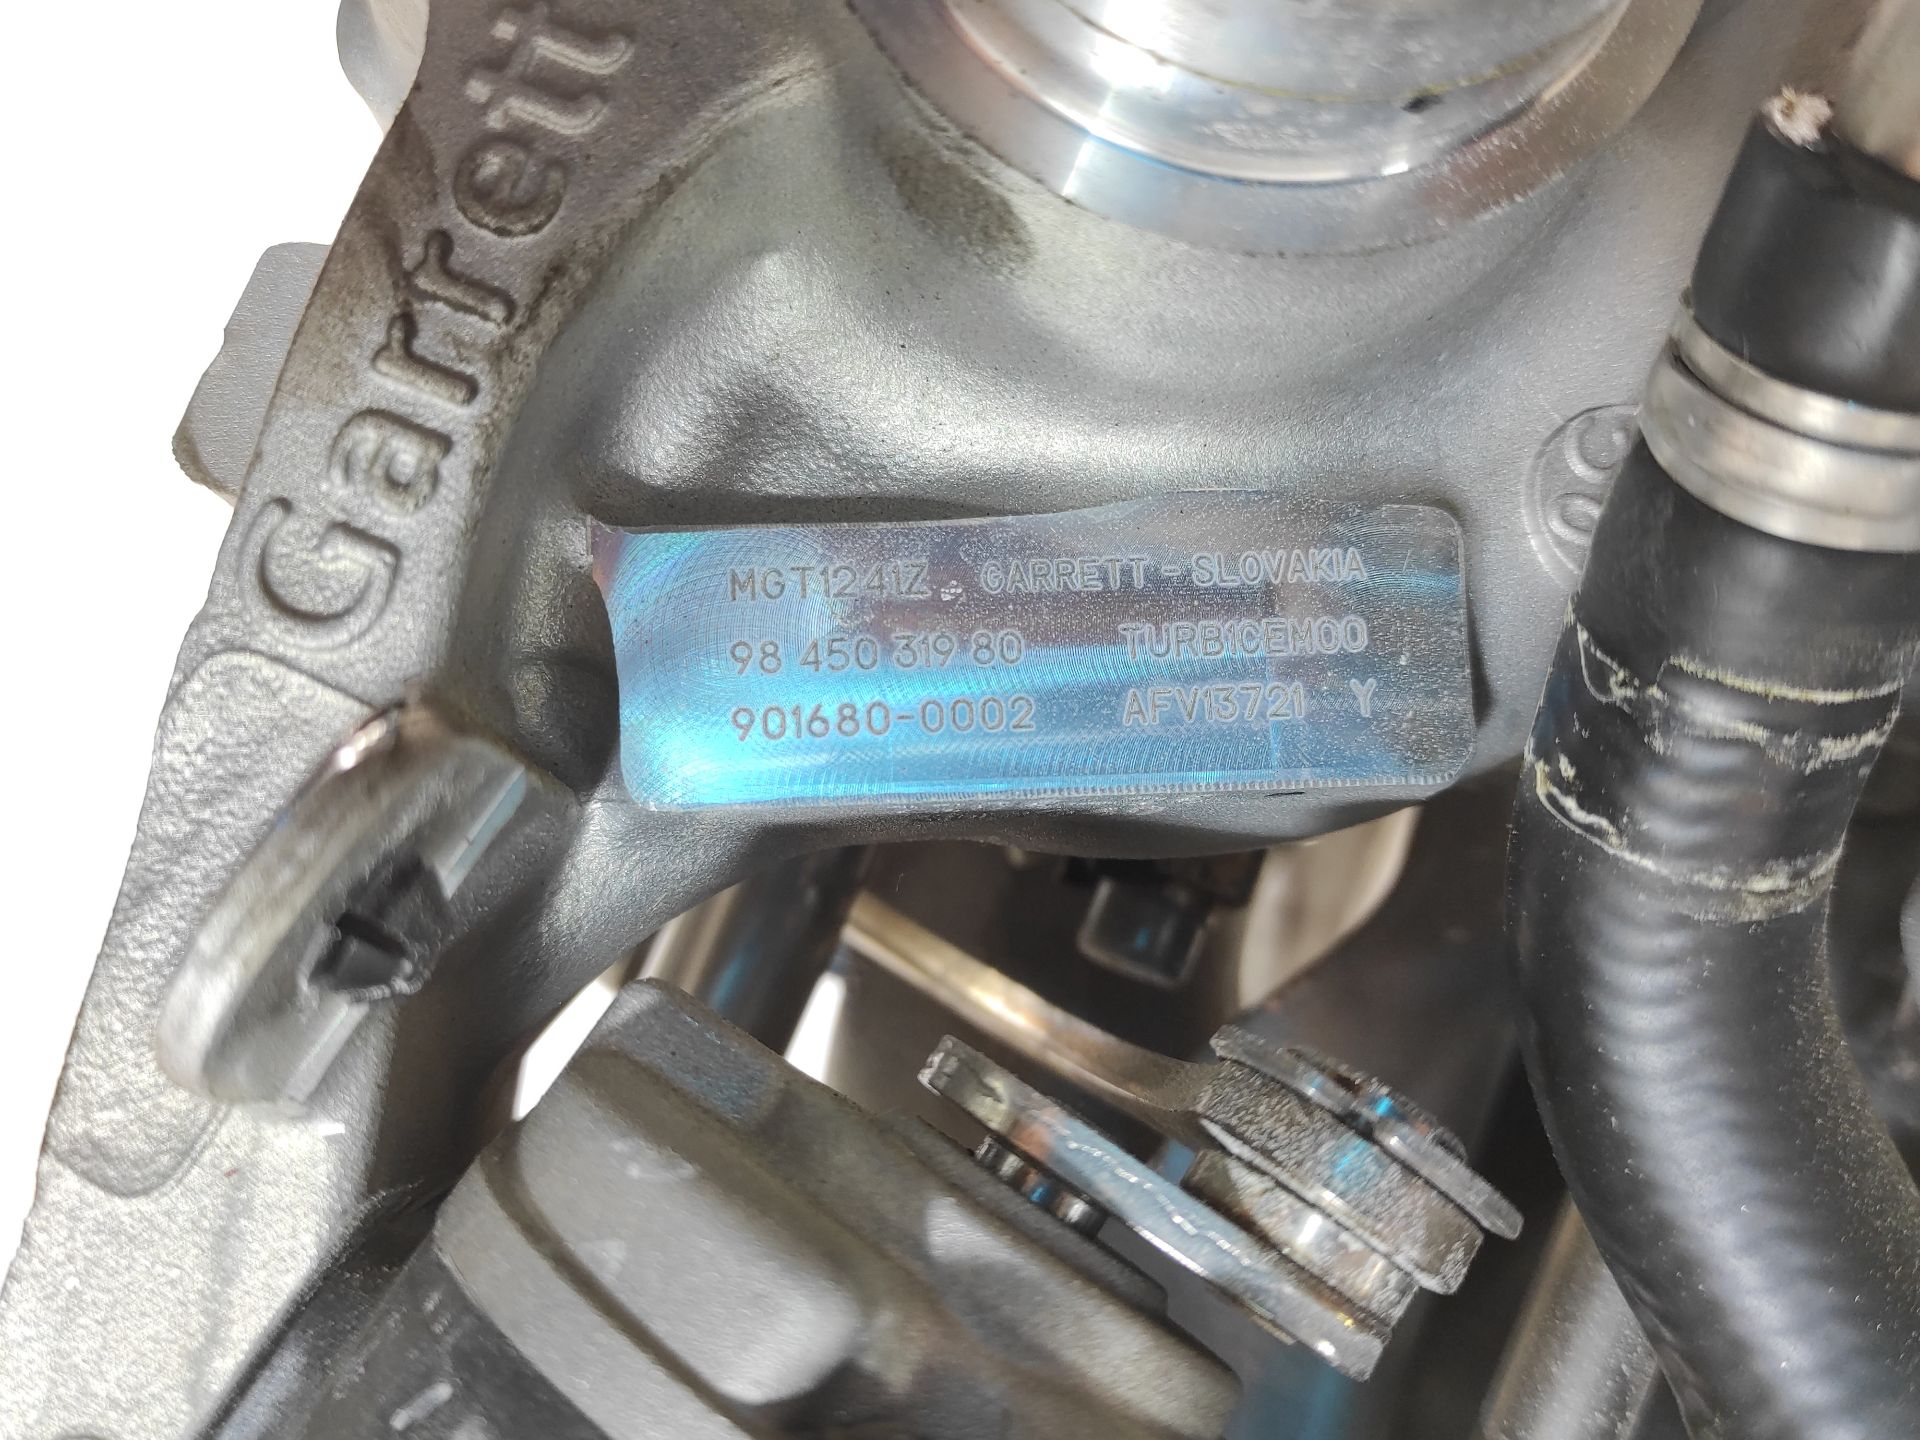 Garrett
MGT1241Z GARRETT - SLOVAKIA
98 450 319 80 TURB1CEM00
901680-0002 AFV13721 Y